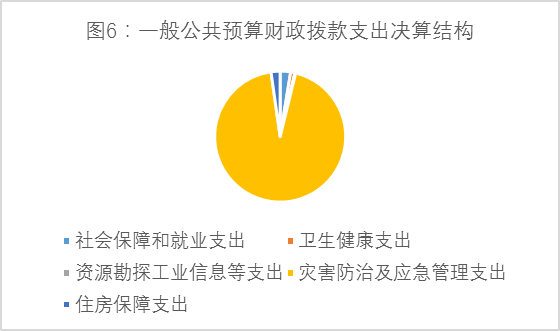 图6：一般公共预算财政拨款支出决算结构
社会保障和就业支出 卫生健康支出
资源勘探工业信息等支出 灾害防治及应急管理支出
住房保障支出